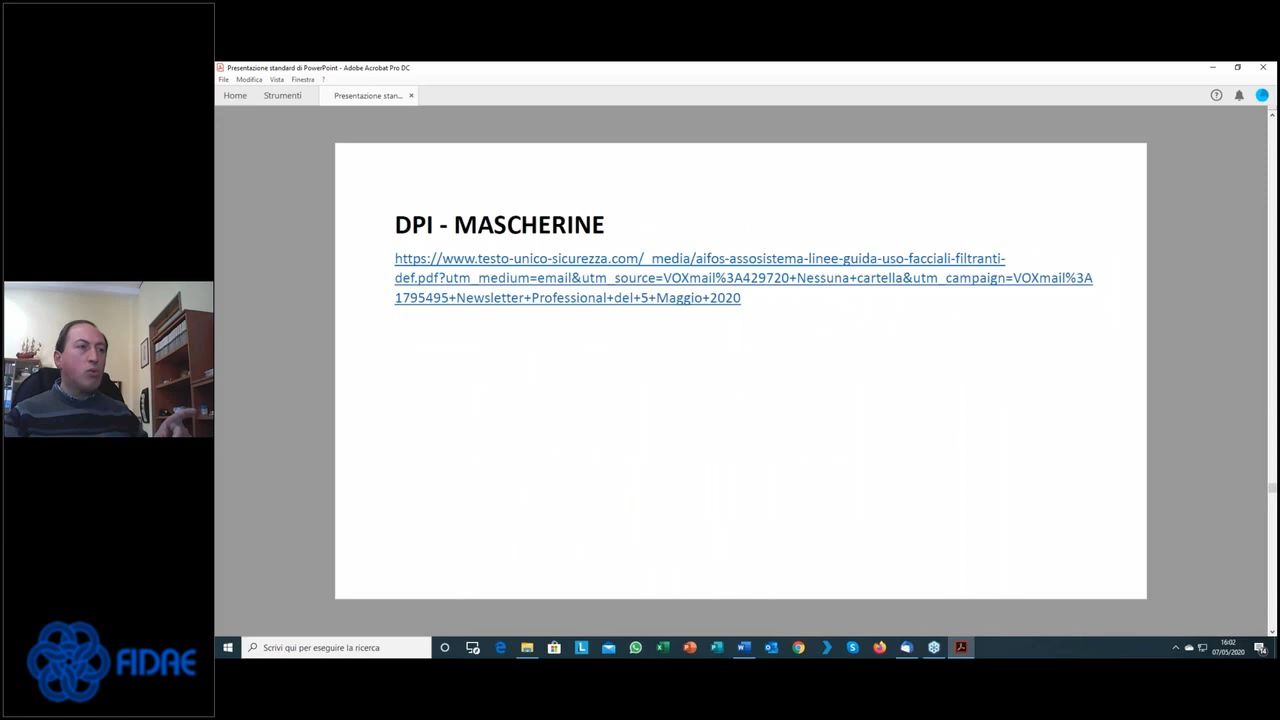 Presentazione standard di PowerPoint - Adobe Acrobat Pro DC
File Modifica Vista Finestra ?
Home Strumenti Presentazione stan... ×
DPI - MASCHERINE
https://www.testo-unico-sicurezza.com/_media/aifos-assosistema-linee-guida-uso-facciali-filtranti-
def.pdf?utm_medium=email&utm_source=VOXmail%3A429720+Nessuna+cartella&utm_campaign=VOXmail%3A
1795495+Newsletter+Professional+del+5+Maggio+2020
FIDAE
Scrivi qui per eseguire la ricerca
16:02
07/05/2020